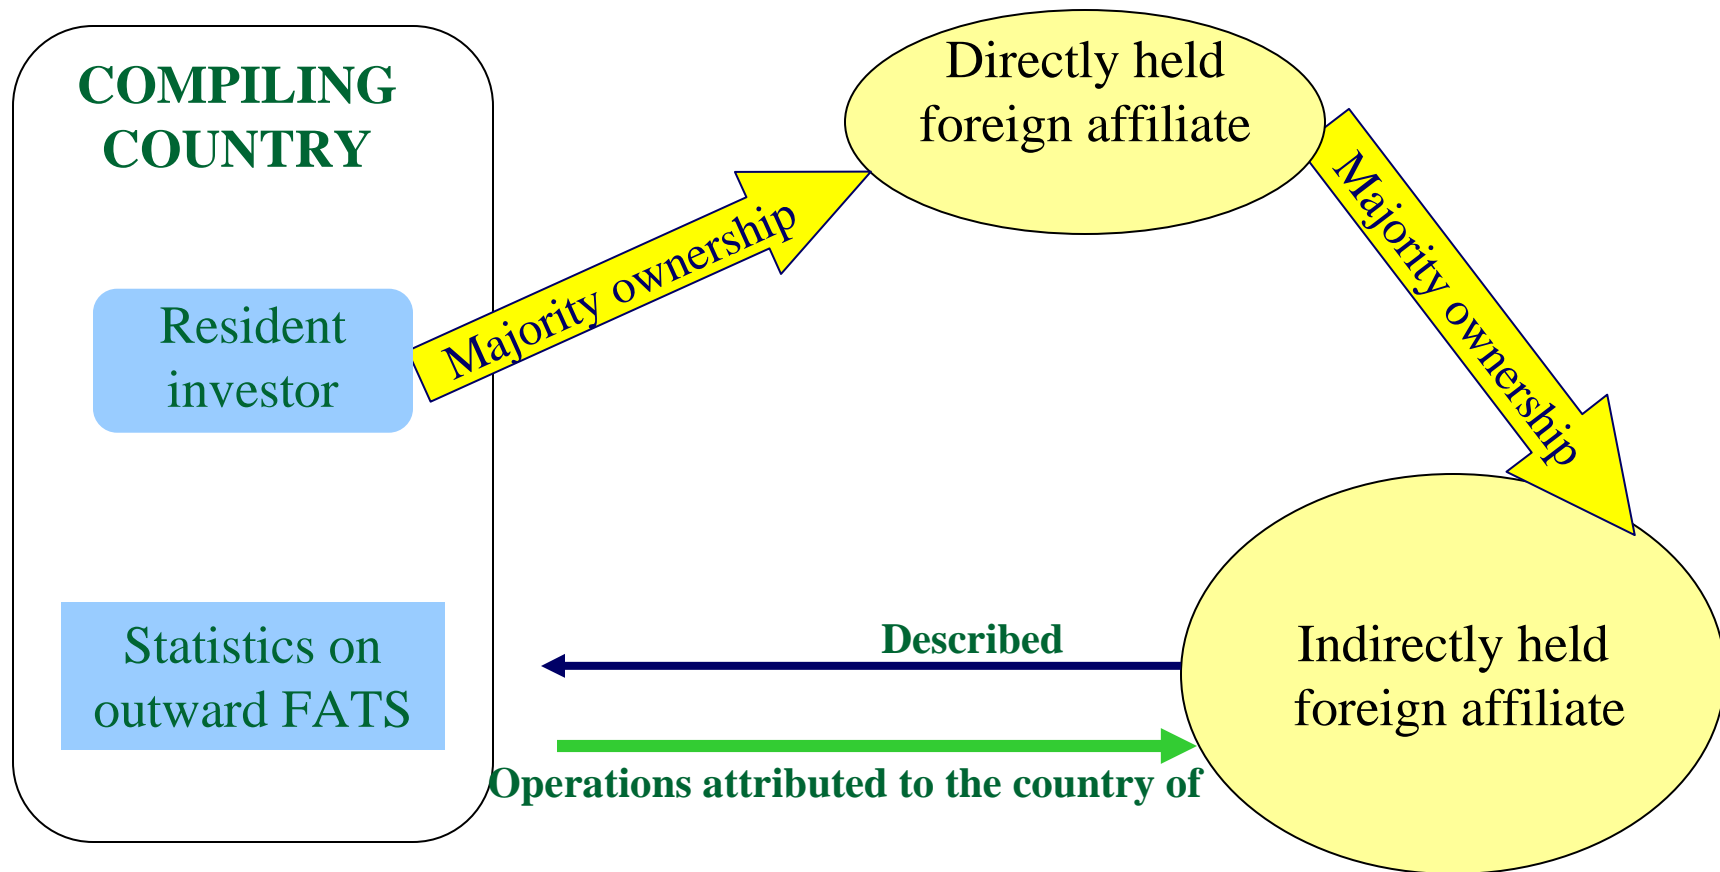 COMPILING
COUNTRY
Resident
investor
Statistics on
outward FATS
Majority ownership
Directly held
foreign affiliate
Majority ownership
Indirectly held
foreign affiliate
Described
Operations attributed to the country of